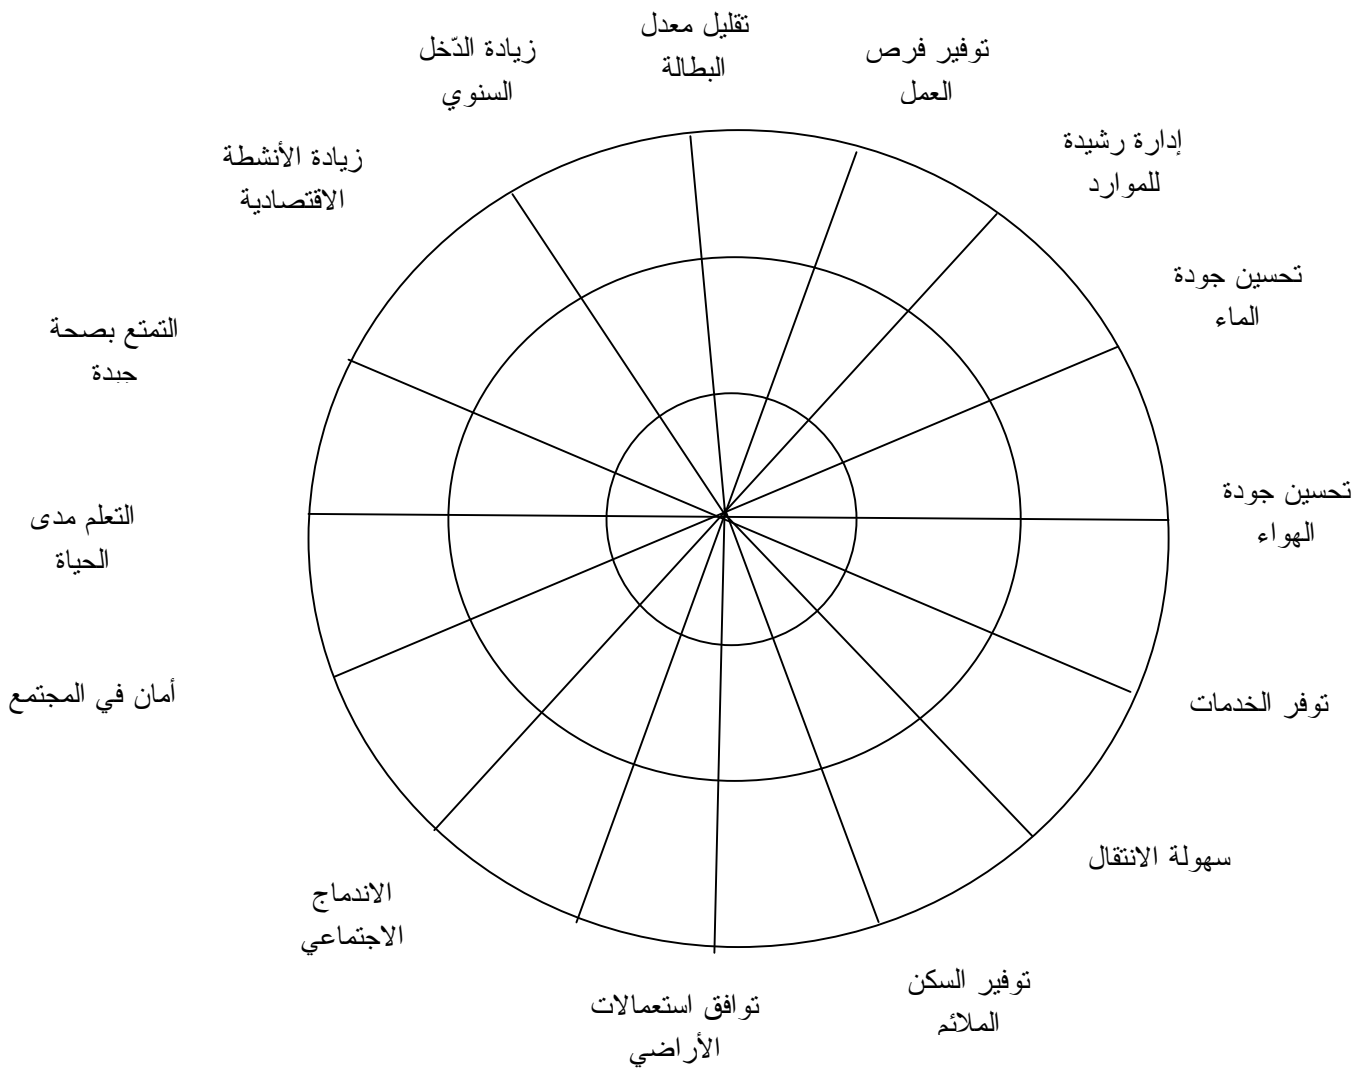 تقليل معدل
البطالة
توفير فرص
العمل
إدارة رشيدة
للموارد
تحسين جودة
الماء
تحسين جودة
الهواء
توفر الخدمات
سهولة الانتقال
توفير السكن
الملائم
توافق استعمالات
الأراضي
الاندماج
الاجتماعي
أمان في المجتمع
التعلم مدى
الحياة
التمتع بصحة
جيدة
زيادة الأنشطة
الاقتصادية
زيادة الدّخل
السنوي